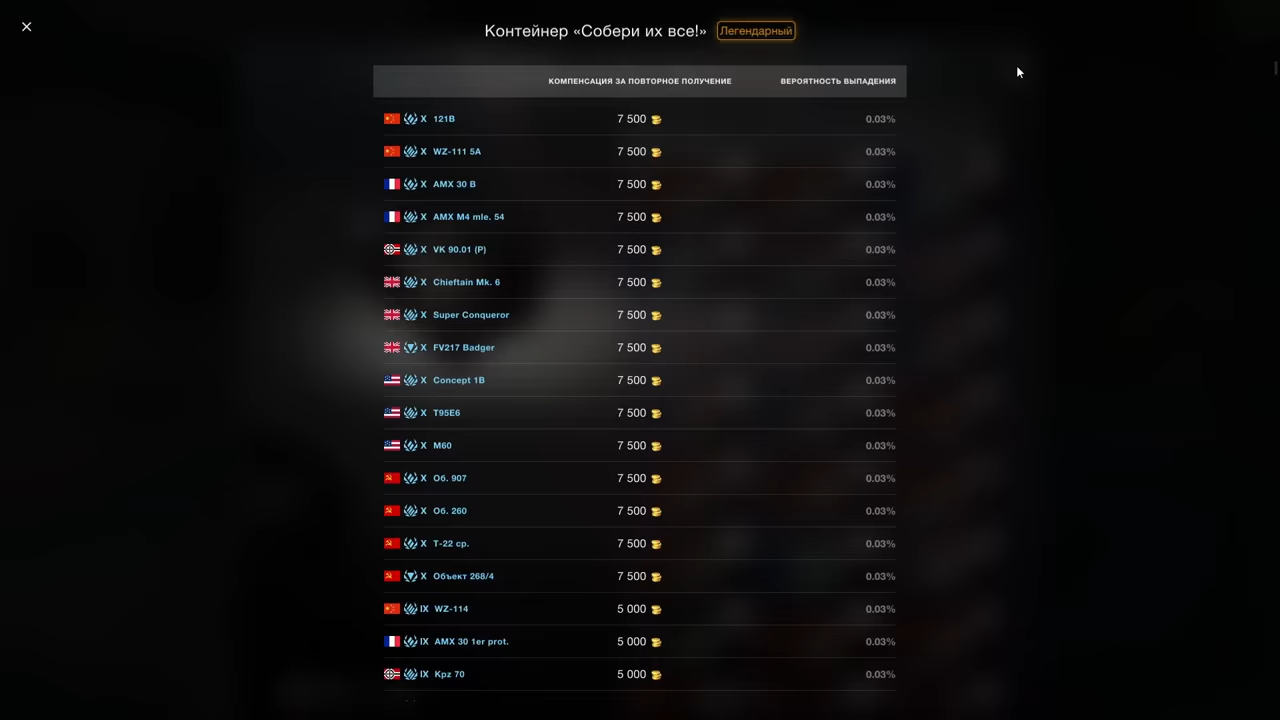 Контейнер «Собери их все!» Легендарный
КОМПЕНСАЦИЯ ЗА ПОВТОРНОЕ ПОЛУЧЕНИЕ ВЕРОЯТНОСТЬ ВЫПАДЕНИЯ
X 121B 7 500 0.03%
X WZ-111 5A 7 500 0.03%
X AMX 30 B 7 500 0.03%
X AMX M4 mle. 54 7 500 0.03%
X VK 90.01 (P) 7 500 0.03%
X Chieftain Mk. 6 7 500 0.03%
X Super Conqueror 7 500 0.03%
X FV217 Badger 7 500 0.03%
X Concept 1B 7 500 0.03%
X T95E6 7 500 0.03%
X M60 7 500 0.03%
X Об. 907 7 500 0.03%
X Об. 260 7 500 0.03%
X Т-22 ср. 7 500 0.03%
X Объект 268/4 7 500 0.03%
IX WZ-114 5 000 0.03%
IX AMX 30 1er prot. 5 000 0.03%
IX Kpz 70 5 000 0.03%